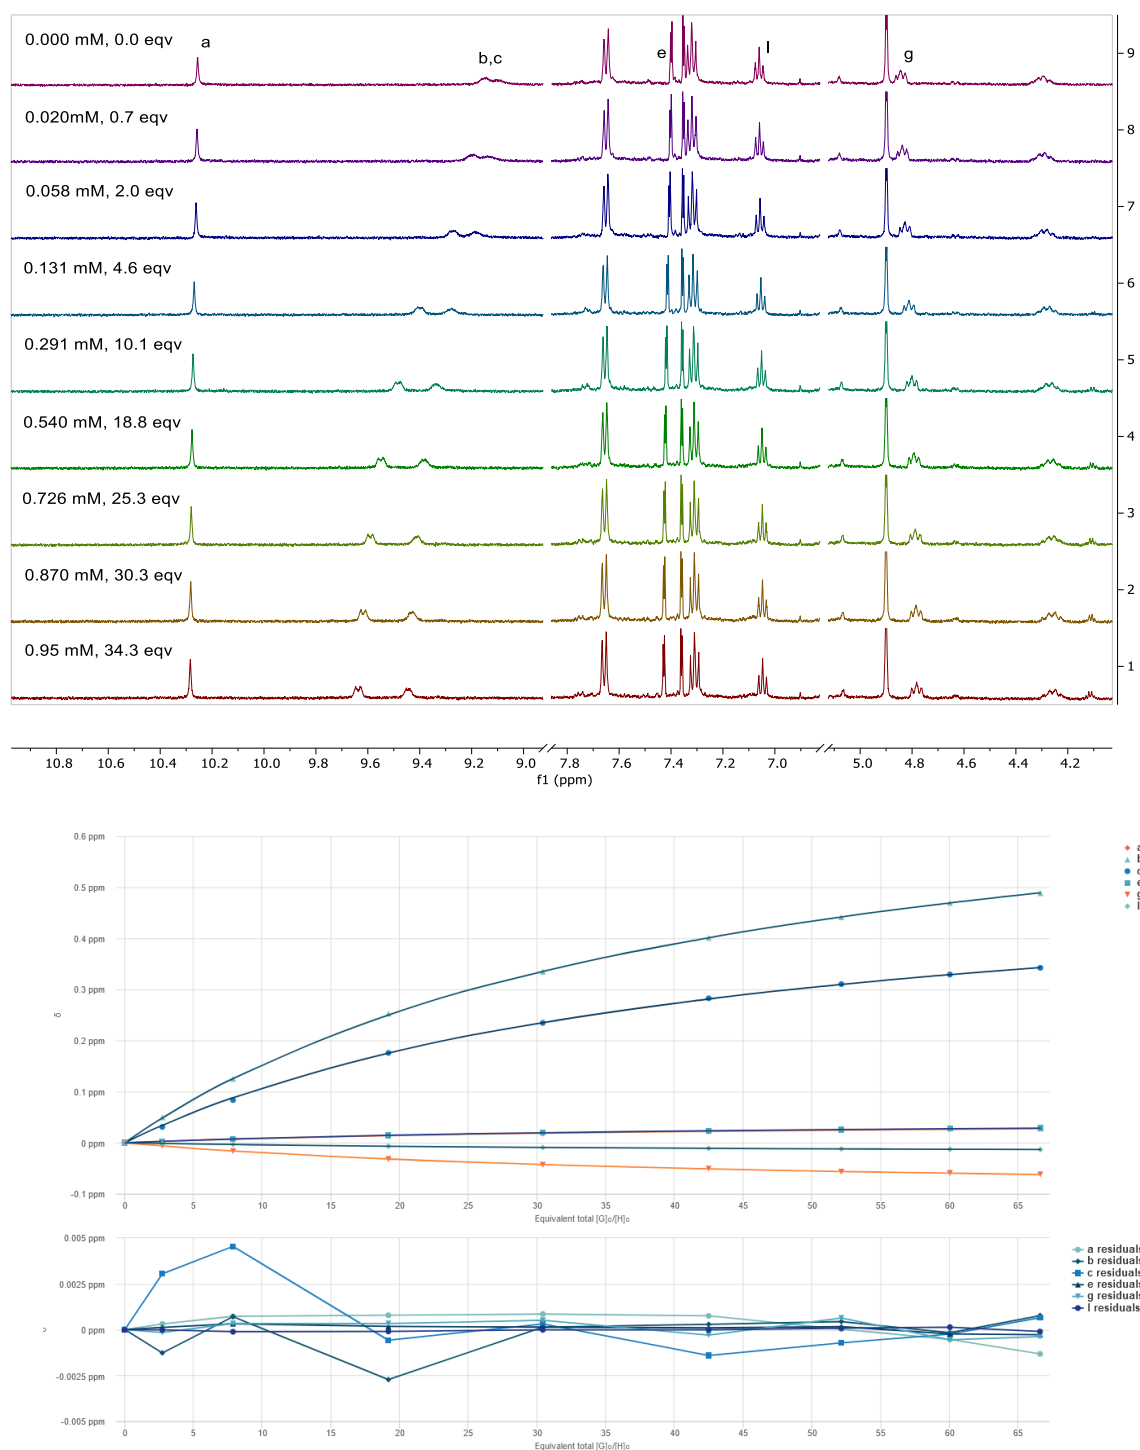 0.000 mM, 0.0 eqv
a
b,c
e
l
g
9
0.020mM, 0.7 eqv
8
0.058 mM, 2.0 eqv
7
0.131 mM, 4.6 eqv
6
0.291 mM, 10.1 eqv
5
0.540 mM, 18.8 eqv
4
0.726 mM, 25.3 eqv
3
0.870 mM, 30.3 eqv
2
0.95 mM, 34.3 eqv
1
10.8 10.6 10.4 10.2 10.0 9.8 9.6 9.4 9.2 9.0 7.8 7.6 7.4 7.2 7.0 5.0 4.8 4.6 4.4 4.2
f1 (ppm)
0.6 ppm
0.5 ppm
0.4 ppm
0.3 ppm
0.2 ppm
0.1 ppm
0 ppm
-0.1 ppm
δ
0 5 10 15 20 25 30 35 40 45 50 55 60 65
Equivalent total [G]₀/[H]₀
0.005 ppm
0.0025 ppm
0 ppm
-0.0025 ppm
-0.005 ppm
0 5 10 15 20 25 30 35 40 45 50 55 60 65
Equivalent total [G]₀/[H]₀
a residuals
b residuals
c residuals
e residuals
g residuals
l residuals